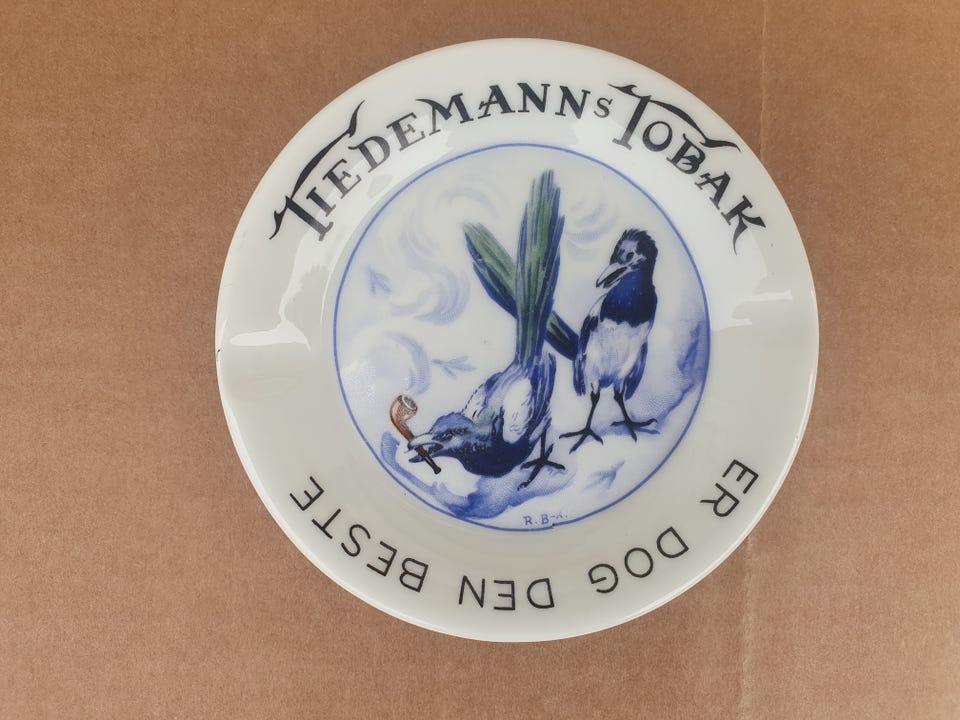 TIEDEMANNS TOBAK
ER DOG DEN BESTE
R. B-K.